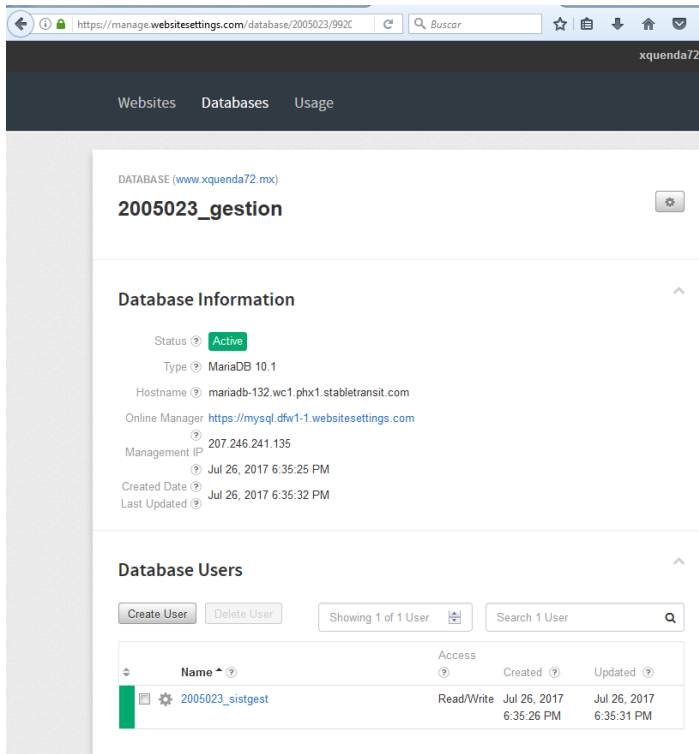 https://manage.websitesettings.com/database/2005023/992
Buscar
xquenda72
Websites Databases Usage
DATABASE (www.xquenda72.mx)
2005023_gestion
Database Information
Status ? Active
Type ? MariaDB 10.1
Hostname ? mariadb-132.wc1.phx1.stabletransit.com
Online Manager https://mysql.dfw1-1.websitesettings.com
?
Management IP 207.246.241.135
? Jul 26, 2017 6:35:25 PM
Created Date ?
Last Updated ? Jul 26, 2017 6:35:32 PM
Database Users
Create User Delete User Showing 1 of 1 User Search 1 User
Name ? Access ? Created ? Updated ?
2005023_sistgest Read/Write Jul 26, 2017 Jul 26, 2017
6:35:26 PM 6:35:31 PM